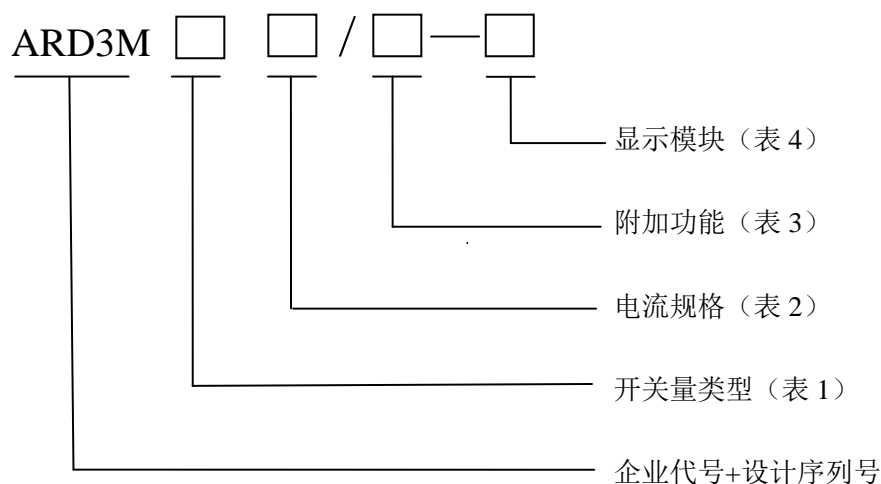 ARD3M □ □ / □ — □
显示模块（表 4）
附加功能（表 3）
电流规格（表 2）
开关量类型（表 1）
企业代号+设计序列号